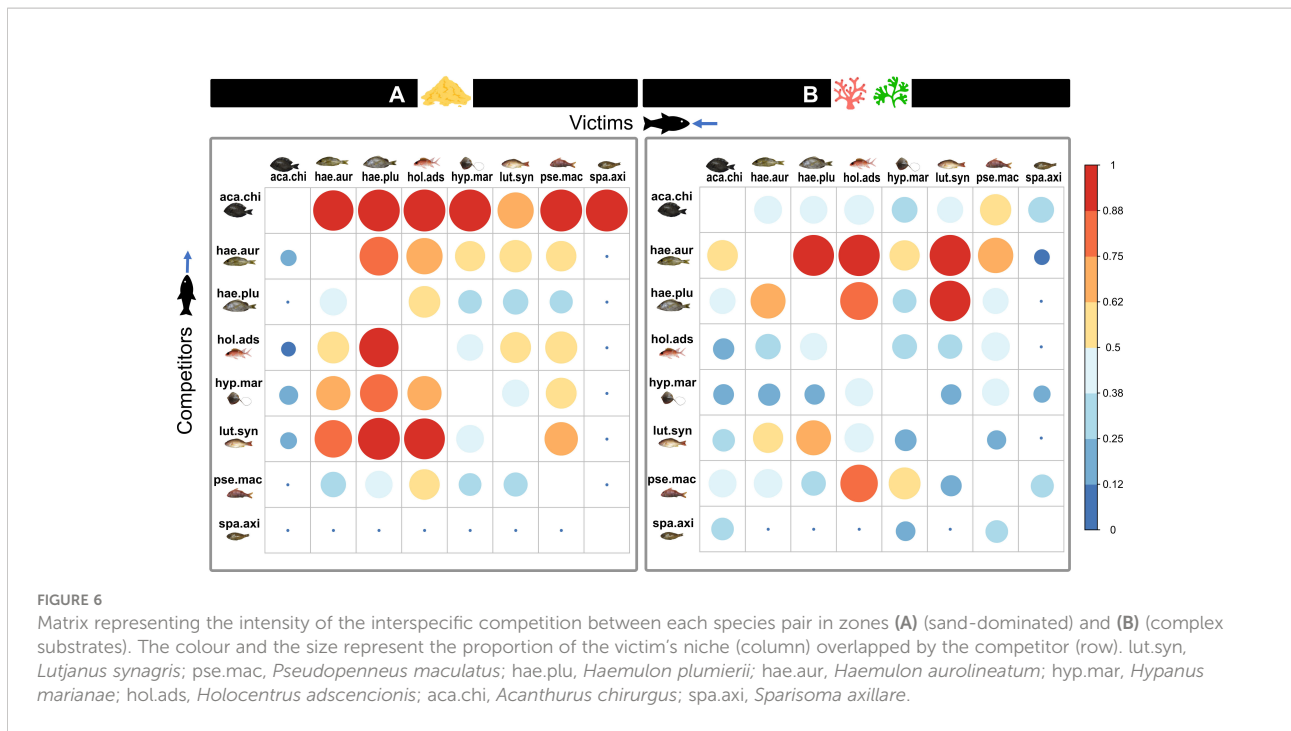 A
B
Victims
aca.chi hae.aur hae.plu hol.ads hyp.mar lut.syn pse.mac spa.axi
aca.chi hae.aur hae.plu hol.ads hyp.mar lut.syn pse.mac spa.axi
Competitors
aca.chi
hae.aur
hae.plu
hol.ads
hyp.mar
lut.syn
pse.mac
spa.axi
aca.chi
hae.aur
hae.plu
hol.ads
hyp.mar
lut.syn
pse.mac
spa.axi
1
0.88
0.75
0.62
0.5
0.38
0.25
0.12
0
FIGURE 6
Matrix representing the intensity of the interspecific competition between each species pair in zones (A) (sand-dominated) and (B) (complex
substrates). The colour and the size represent the proportion of the victim's niche (column) overlapped by the competitor (row). lut.syn,
Lutjanus synagris; pse.mac, Pseudopenneus maculatus; hae.plu, Haemulon plumierii; hae.aur, Haemulon aurolineatum; hyp.mar, Hypanus
marianae; hol.ads, Holocentrus adscencionis; aca.chi, Acanthurus chirurgus; spa.axi, Sparisoma axillare.